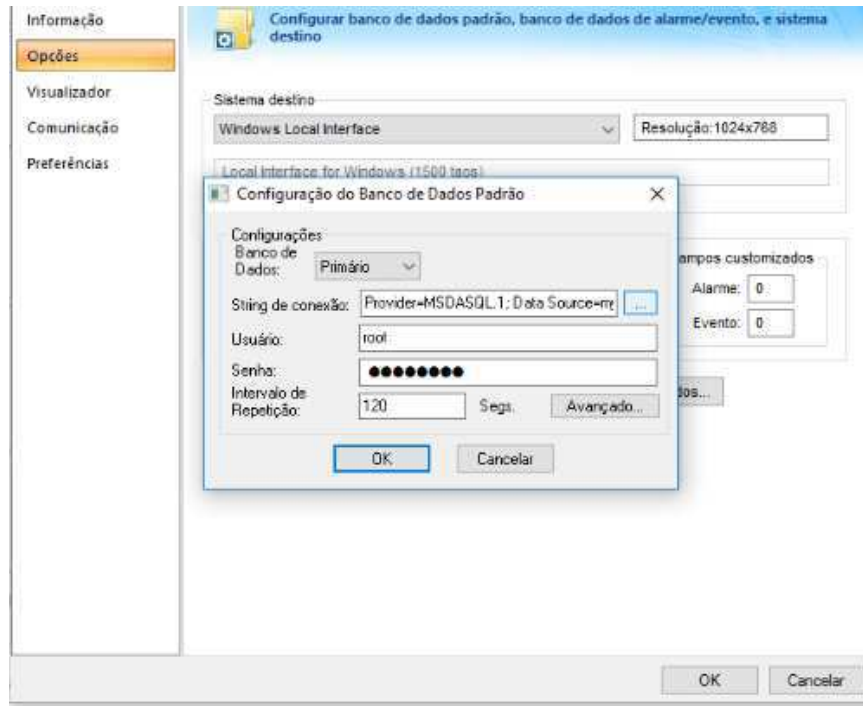 Informação
Opções
Visualizador
Comunicação
Preferências
Configurar banco de dados padrão, banco de dados de alarme/evento, e sistema
destino
Sistema destino
Windows Local Interface
Resolução:1024x768
Local Interface for Windows (1500 tags)
Configuração do Banco de Dados Padrão
Configurações
Banco de
Dados:
Primário
String de conexão:
Provider=MSDASQL.1; Data Source=my
...
Usuário:
root
Senha:
●●●●●●●●
Intervalo de
Repetição:
120
Segs.
Avançado...
OK
Cancelar
ampos customizados
Alarme:
0
Evento:
0
dos...
OK
Cancelar